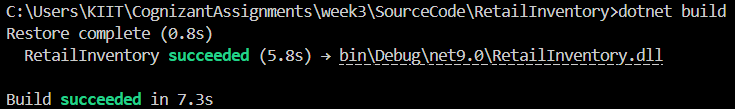 C:\Users\KIIT\CognizantAssignments\week3\SourceCode\RetailInventory>dotnet build
Restore complete (0.8s)
RetailInventory succeeded (5.8s) → bin\Debug\net9.0\RetailInventory.dll
Build succeeded in 7.3s